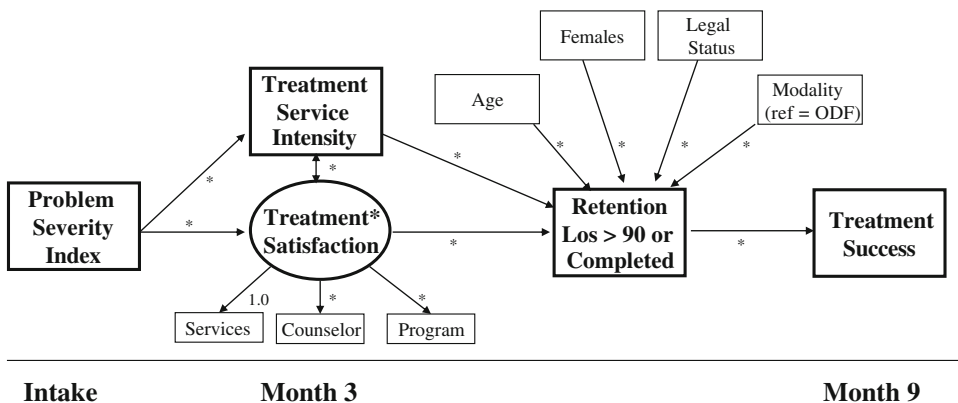 Females
Legal
Status
Age
Modality
(ref = ODF)
Treatment
Service
Intensity
*
*
*
*
*
*
*
Problem
Severity
Index
*
Treatment*
Satisfaction
*
Retention
Los > 90 or
Completed
*
Treatment
Success
1.0
*
*
Services
Counselor
Program
Intake
Month 3
Month 9